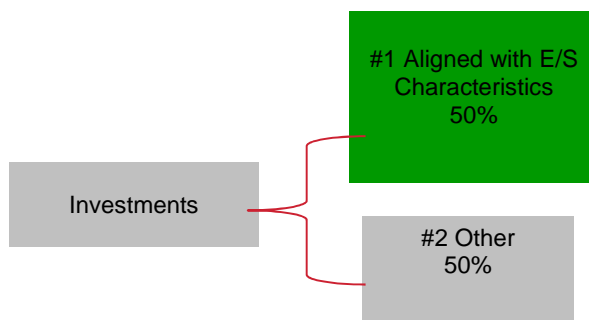 #1 Aligned with E/S
Characteristics
50%
Investments
#2 Other
50%